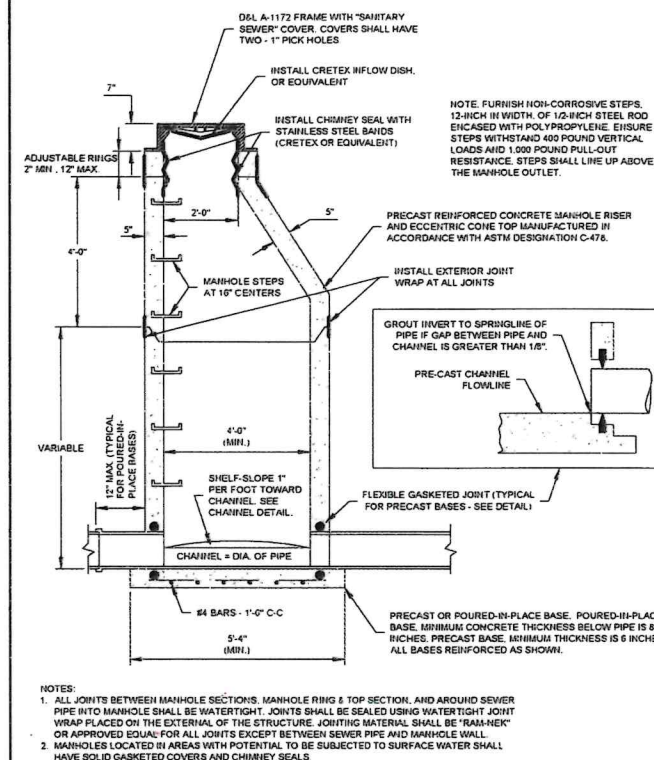 D&L A-1172 FRAME WITH "SANITARY
SEWER" COVER. COVERS SHALL HAVE
TWO - 1" PICK HOLES
INSTALL CRETEX INFLOW DISH,
OR EQUIVALENT
7"
INSTALL CHIMNEY SEAL WITH
STAINLESS STEEL BANDS
(CRETEX OR EQUIVALENT)
NOTE. FURNISH NON-CORROSIVE STEPS,
12-INCH IN WIDTH, OF 1/2-INCH STEEL ROD
ENCASED WITH POLYPROPYLENE. ENSURE
STEPS WITHSTAND 400 POUND VERTICAL
LOADS AND 1,000 POUND PULL-OUT
RESISTANCE. STEPS SHALL LINE UP ABOVE
THE MANHOLE OUTLET.
ADJUSTABLE RINGS
2" MIN., 12" MAX.
2'-0"
5"
5"
4'-0"
PRECAST REINFORCED CONCRETE MANHOLE RISER
AND ECCENTRIC CONE TOP MANUFACTURED IN
ACCORDANCE WITH ASTM DESIGNATION C-478.
MANHOLE STEPS
AT 16" CENTERS
INSTALL EXTERIOR JOINT
WRAP AT ALL JOINTS
GROUT INVERT TO SPRINGLINE OF
PIPE IF GAP BETWEEN PIPE AND
CHANNEL IS GREATER THAN 1/8".
PRE-CAST CHANNEL
FLOWLINE
VARIABLE
12" MAX. (TYPICAL
FOR POURED-IN-
PLACE BASES)
4'-0"
(MIN.)
SHELF-SLOPE 1"
PER FOOT TOWARD
CHANNEL. SEE
CHANNEL DETAIL.
FLEXIBLE GASKETED JOINT (TYPICAL
FOR PRECAST BASES - SEE DETAIL)
CHANNEL = DIA. OF PIPE
#4 BARS - 1'-6" C-C
5'-4"
(MIN.)
PRECAST OR POURED-IN-PLACE BASE. POURED-IN-PLAC
BASE, MINIMUM CONCRETE THICKNESS BELOW PIPE IS 8
INCHES. PRECAST BASE, MINIMUM THICKNESS IS 6 INCHE
ALL BASES REINFORCED AS SHOWN.
NOTES:
1. ALL JOINTS BETWEEN MANHOLE SECTIONS, MANHOLE RING & TOP SECTION, AND AROUND SEWER
PIPE INTO MANHOLE SHALL BE WATERTIGHT. JOINTS SHALL BE SEALED USING WATERTIGHT JOINT
WRAP PLACED ON THE EXTERNAL OF THE STRUCTURE. JOINTING MATERIAL SHALL BE "RAM-NEK"
OR APPROVED EQUAL FOR ALL JOINTS EXCEPT BETWEEN SEWER PIPE AND MANHOLE WALL.
2. MANHOLES LOCATED IN AREAS WITH POTENTIAL TO BE SUBJECTED TO SURFACE WATER SHALL
HAVE SOLID GASKETED COVERS AND CHIMNEY SEALS